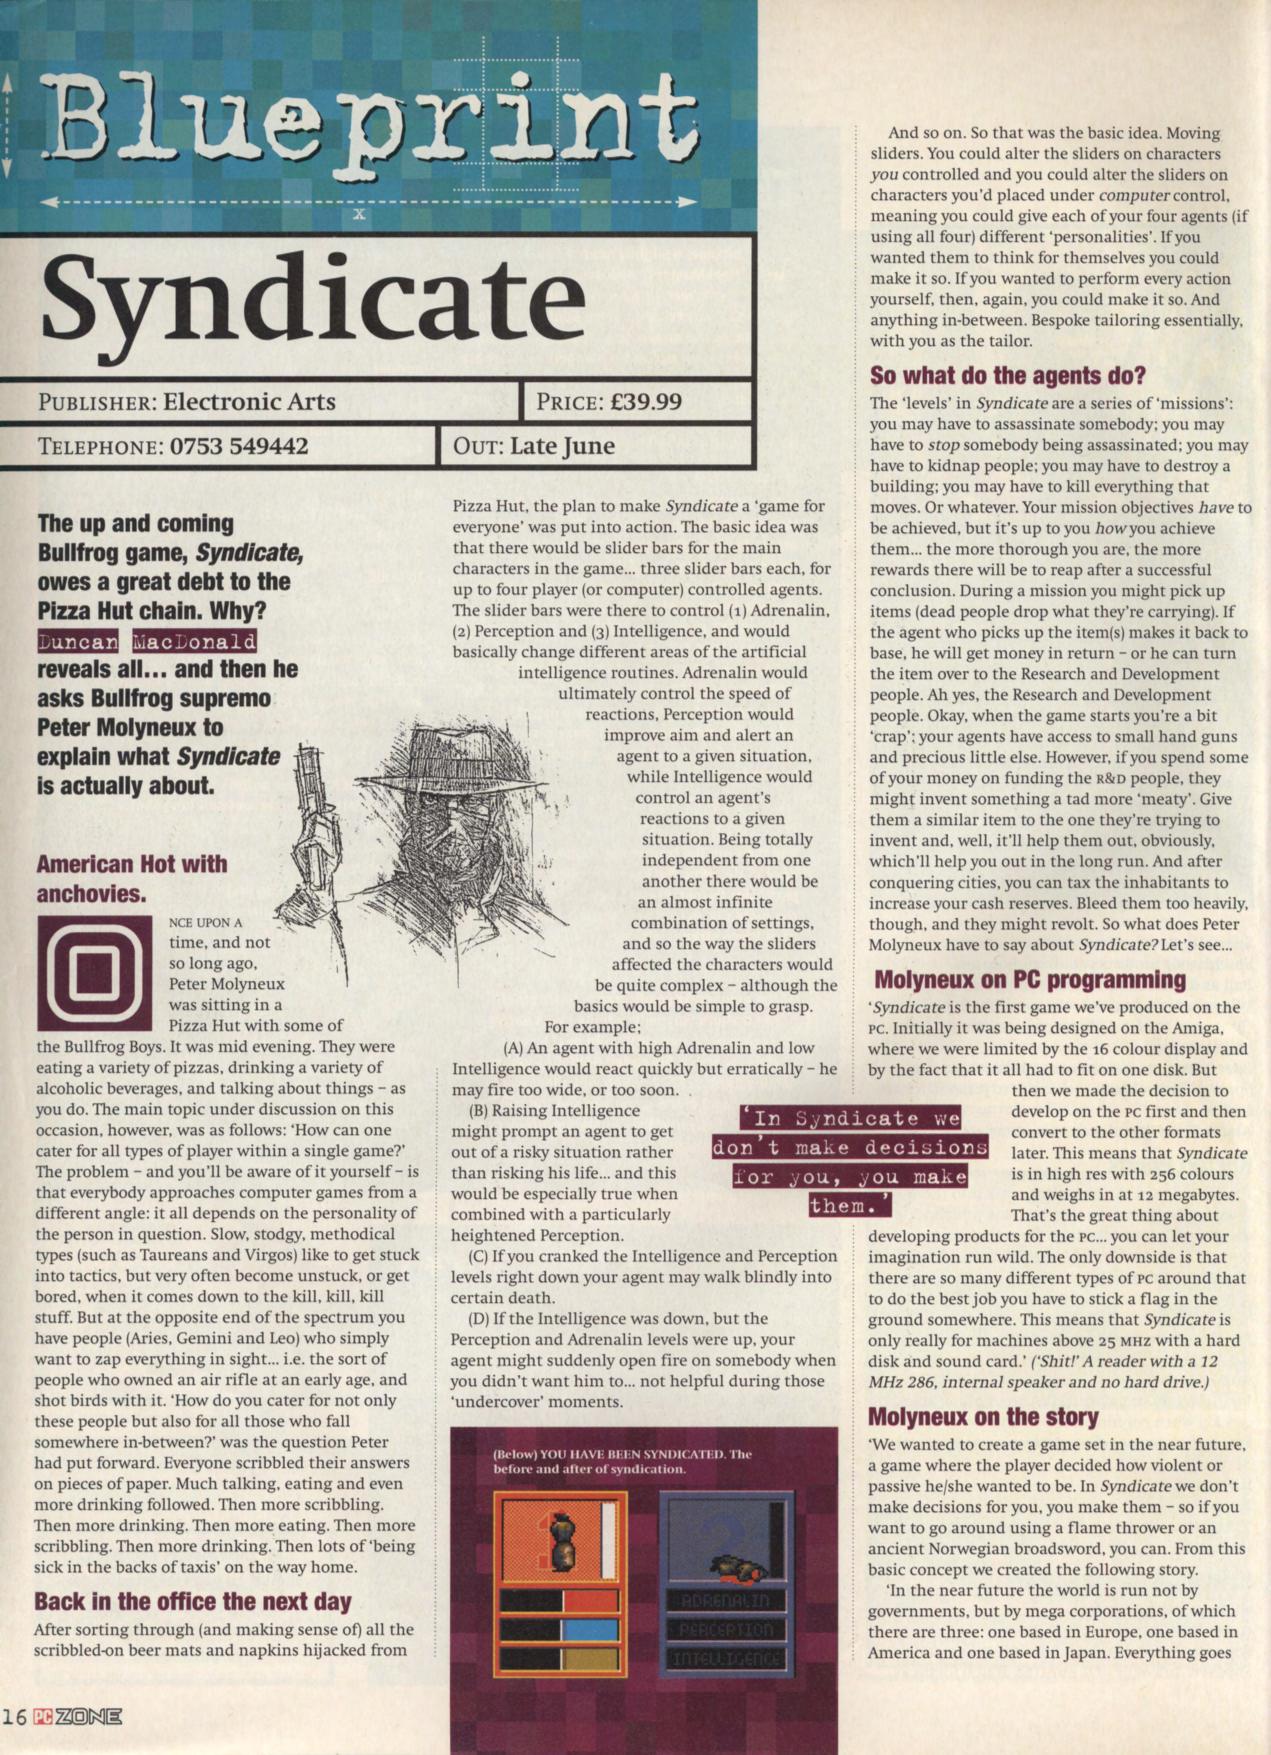 Blueprint
x
Syndicate
PUBLISHER: Electronic Arts
PRICE: £39.99
TELEPHONE: 0753 549442
OUT: Late June
The up and coming
Bullfrog game, Syndicate,
owes a great debt to the
Pizza Hut chain. Why?
Duncan MacDonald
reveals all... and then he
asks Bullfrog supremo
Peter Molyneux to
explain what Syndicate
is actually about.
American Hot with
anchovies.
O
NCE UPON A
time, and not
so long ago,
Peter Molyneux
was sitting in a
Pizza Hut with some of
the Bullfrog Boys. It was mid evening. They were
eating a variety of pizzas, drinking a variety of
alcoholic beverages, and talking about things – as
you do. The main topic under discussion on this
occasion, however, was as follows: ‘How can one
cater for all types of player within a single game?’
The problem – and you’ll be aware of it yourself – is
that everybody approaches computer games from a
different angle: it all depends on the personality of
the person in question. Slow, stodgy, methodical
types (such as Taureans and Virgos) like to get stuck
into tactics, but very often become unstuck, or get
bored, when it comes down to the kill, kill, kill
stuff. But at the opposite end of the spectrum you
have people (Aries, Gemini and Leo) who simply
want to zap everything in sight... i.e. the sort of
people who owned an air rifle at an early age, and
shot birds with it. ‘How do you cater for not only
these people but also for all those who fall
somewhere in-between?’ was the question Peter
had put forward. Everyone scribbled their answers
on pieces of paper. Much talking, eating and even
more drinking followed. Then more scribbling.
Then more drinking. Then more eating. Then more
scribbling. Then more drinking. Then lots of ‘being
sick in the backs of taxis’ on the way home.
Back in the office the next day
After sorting through (and making sense of) all the
scribbled-on beer mats and napkins hijacked from
Pizza Hut, the plan to make Syndicate a ‘game for
everyone’ was put into action. The basic idea was
that there would be slider bars for the main
characters in the game... three slider bars each, for
up to four player (or computer) controlled agents.
The slider bars were there to control (1) Adrenalin,
(2) Perception and (3) Intelligence, and would
basically change different areas of the artificial
intelligence routines. Adrenalin would
ultimately control the speed of
reactions, Perception would
improve aim and alert an
agent to a given situation,
while Intelligence would
control an agent’s
reactions to a given
situation. Being totally
independent from one
another there would be
an almost infinite
combination of settings,
and so the way the sliders
affected the characters would
be quite complex – although the
basics would be simple to grasp.
For example;
(A) An agent with high Adrenalin and low
Intelligence would react quickly but erratically – he
may fire too wide, or too soon.
(B) Raising Intelligence
might prompt an agent to get
out of a risky situation rather
than risking his life... and this
would be especially true when
combined with a particularly
heightened Perception.
(C) If you cranked the Intelligence and Perception
levels right down your agent may walk blindly into
certain death.
(D) If the Intelligence was down, but the
Perception and Adrenalin levels were up, your
agent might suddenly open fire on somebody when
you didn’t want him to... not helpful during those
‘undercover’ moments.
(Below) YOU HAVE BEEN SYNDICATED. The
before and after of syndication.
1
2
ADRENALIN
PERCEPTION
INTELLIGENCE
‘In Syndicate we
don’t make decisions
for you, you make
them.’
And so on. So that was the basic idea. Moving
sliders. You could alter the sliders on characters
you controlled and you could alter the sliders on
characters you’d placed under computer control,
meaning you could give each of your four agents (if
using all four) different ‘personalities’. If you
wanted them to think for themselves you could
make it so. If you wanted to perform every action
yourself, then, again, you could make it so. And
anything in-between. Bespoke tailoring essentially,
with you as the tailor.
So what do the agents do?
The ‘levels’ in Syndicate are a series of ‘missions’:
you may have to assassinate somebody; you may
have to stop somebody being assassinated; you may
have to kidnap people; you may have to destroy a
building; you may have to kill everything that
moves. Or whatever. Your mission objectives have to
be achieved, but it’s up to you how you achieve
them... the more thorough you are, the more
rewards there will be to reap after a successful
conclusion. During a mission you might pick up
items (dead people drop what they’re carrying). If
the agent who picks up the item(s) makes it back to
base, he will get money in return – or he can turn
the item over to the Research and Development
people. Ah yes, the Research and Development
people. Okay, when the game starts you’re a bit
‘crap’; your agents have access to small hand guns
and precious little else. However, if you spend some
of your money on funding the R&D people, they
might invent something a tad more ‘meaty’. Give
them a similar item to the one they’re trying to
invent and, well, it’ll help them out, obviously,
which’ll help you out in the long run. And after
conquering cities, you can tax the inhabitants to
increase your cash reserves. Bleed them too heavily,
though, and they might revolt. So what does Peter
Molyneux have to say about Syndicate? Let’s see...
Molyneux on PC programming
‘Syndicate is the first game we’ve produced on the
PC. Initially it was being designed on the Amiga,
where we were limited by the 16 colour display and
by the fact that it all had to fit on one disk. But
then we made the decision to
develop on the PC first and then
convert to the other formats
later. This means that Syndicate
is in high res with 256 colours
and weighs in at 12 megabytes.
That’s the great thing about
developing products for the PC... you can let your
imagination run wild. The only downside is that
there are so many different types of PC around that
to do the best job you have to stick a flag in the
ground somewhere. This means that Syndicate is
only really for machines above 25 MHZ with a hard
disk and sound card.’ (‘Shit!’ A reader with a 12
MHz 286, internal speaker and no hard drive.)
Molyneux on the story
‘We wanted to create a game set in the near future,
a game where the player decided how violent or
passive he/she wanted to be. In Syndicate we don’t
make decisions for you, you make them – so if you
want to go around using a flame thrower or an
ancient Norwegian broadsword, you can. From this
basic concept we created the following story.
‘In the near future the world is run not by
governments, but by mega corporations, of which
there are three: one based in Europe, one based in
America and one based in Japan. Everything goes
16 PC ZONE